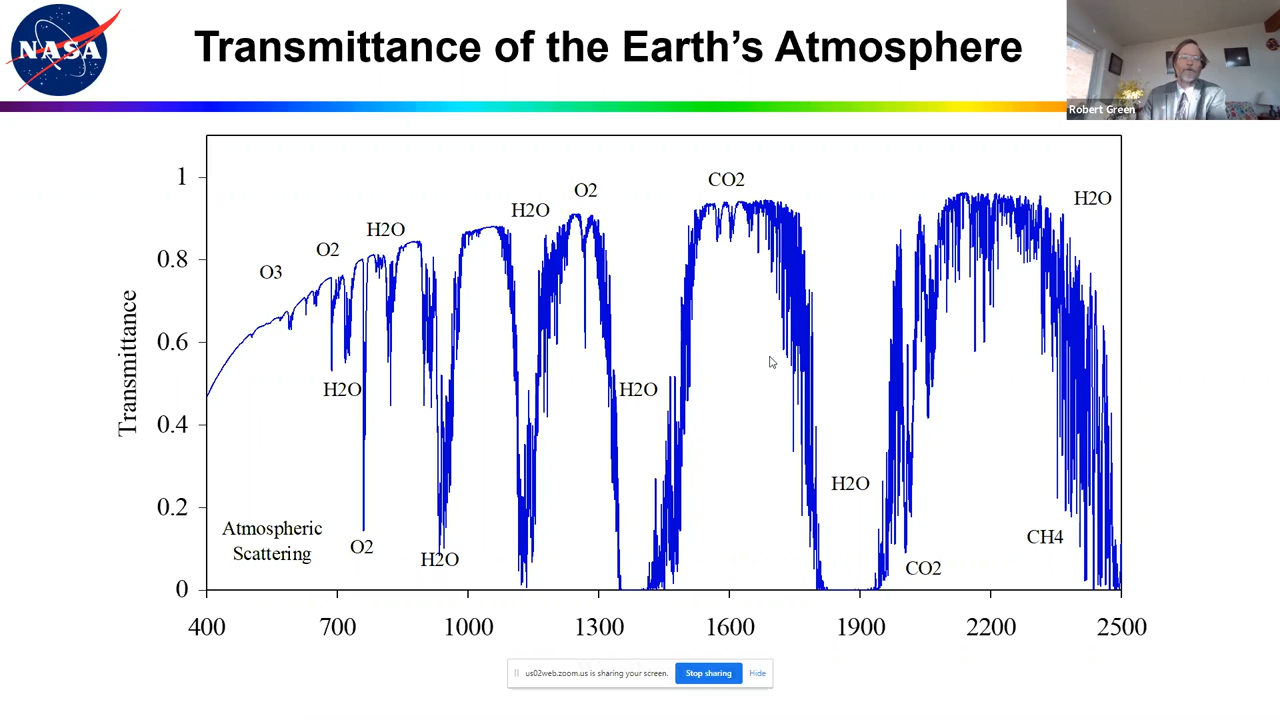 NASA
Transmittance of the Earth's Atmosphere
Robert Green
Transmittance
1
0.8
0.6
0.4
0.2
0
O3
O2
H2O
H2O
O2
H2O
H2O
O2
H2O
CO2
H2O
CO2
CH4
H2O
Atmospheric
Scattering
400 700 1000 1300 1600 1900 2200 2500
us02web.zoom.us is sharing your screen. Stop sharing Hide